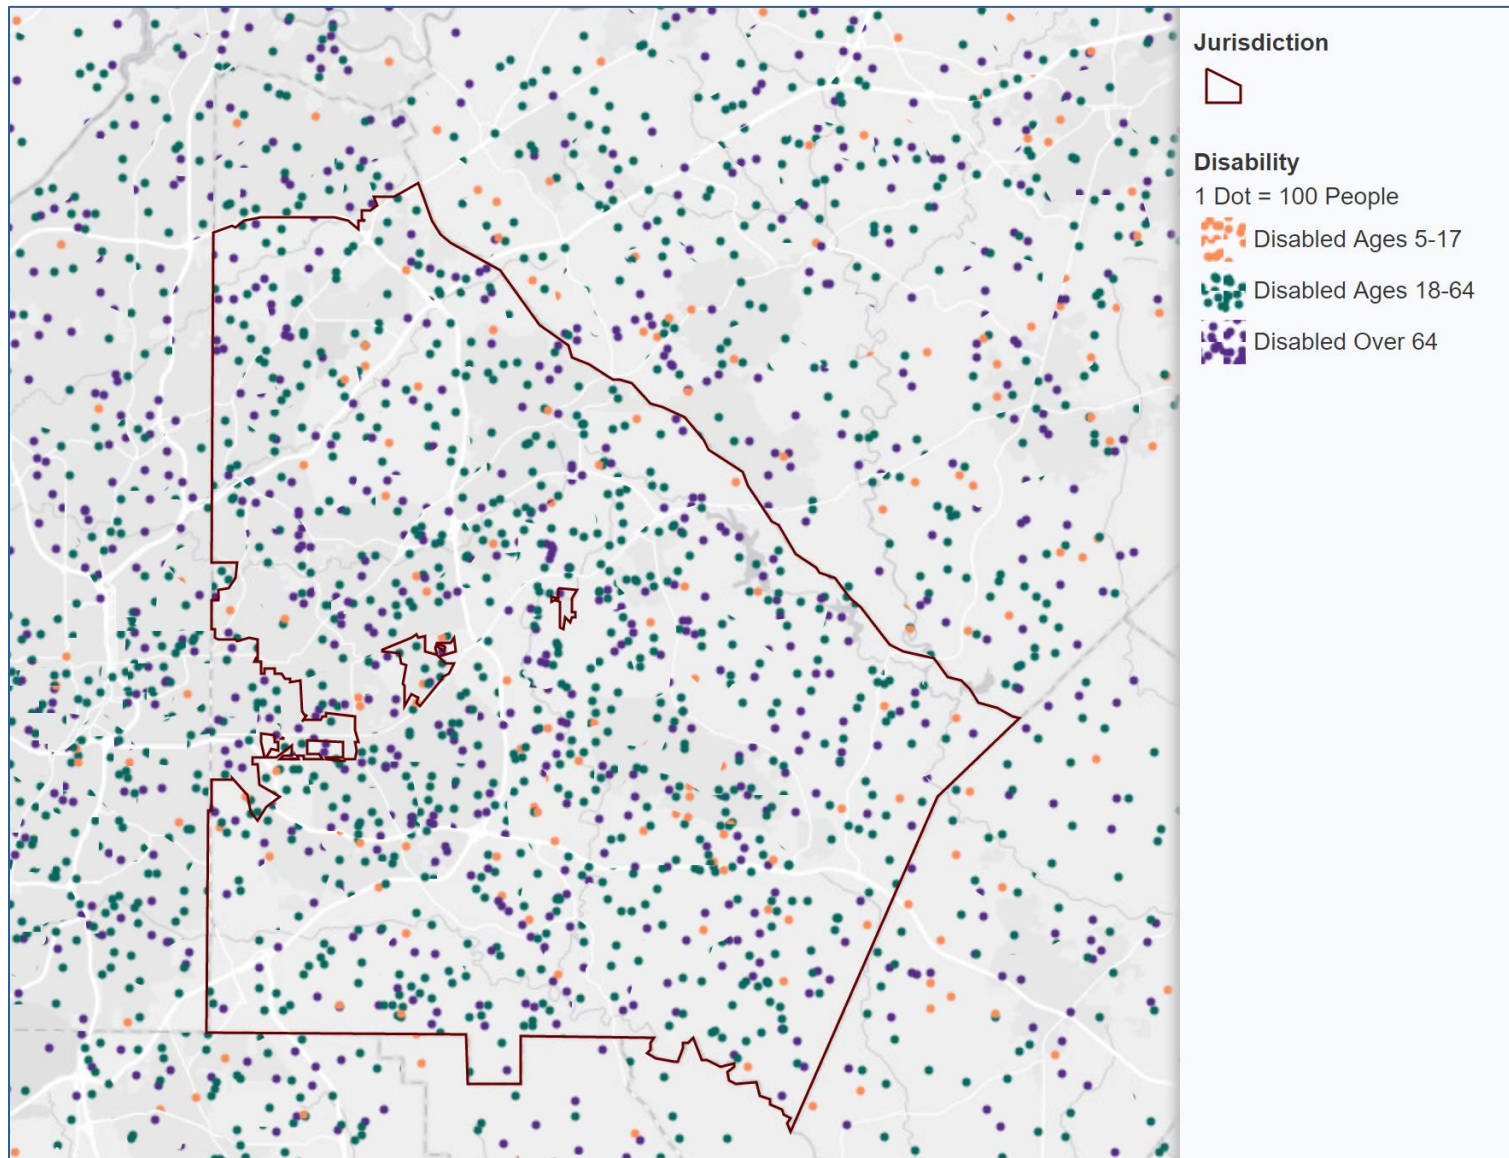 Jurisdiction
Disability
1 Dot = 100 People
Disabled Ages 5-17
Disabled Ages 18-64
Disabled Over 64